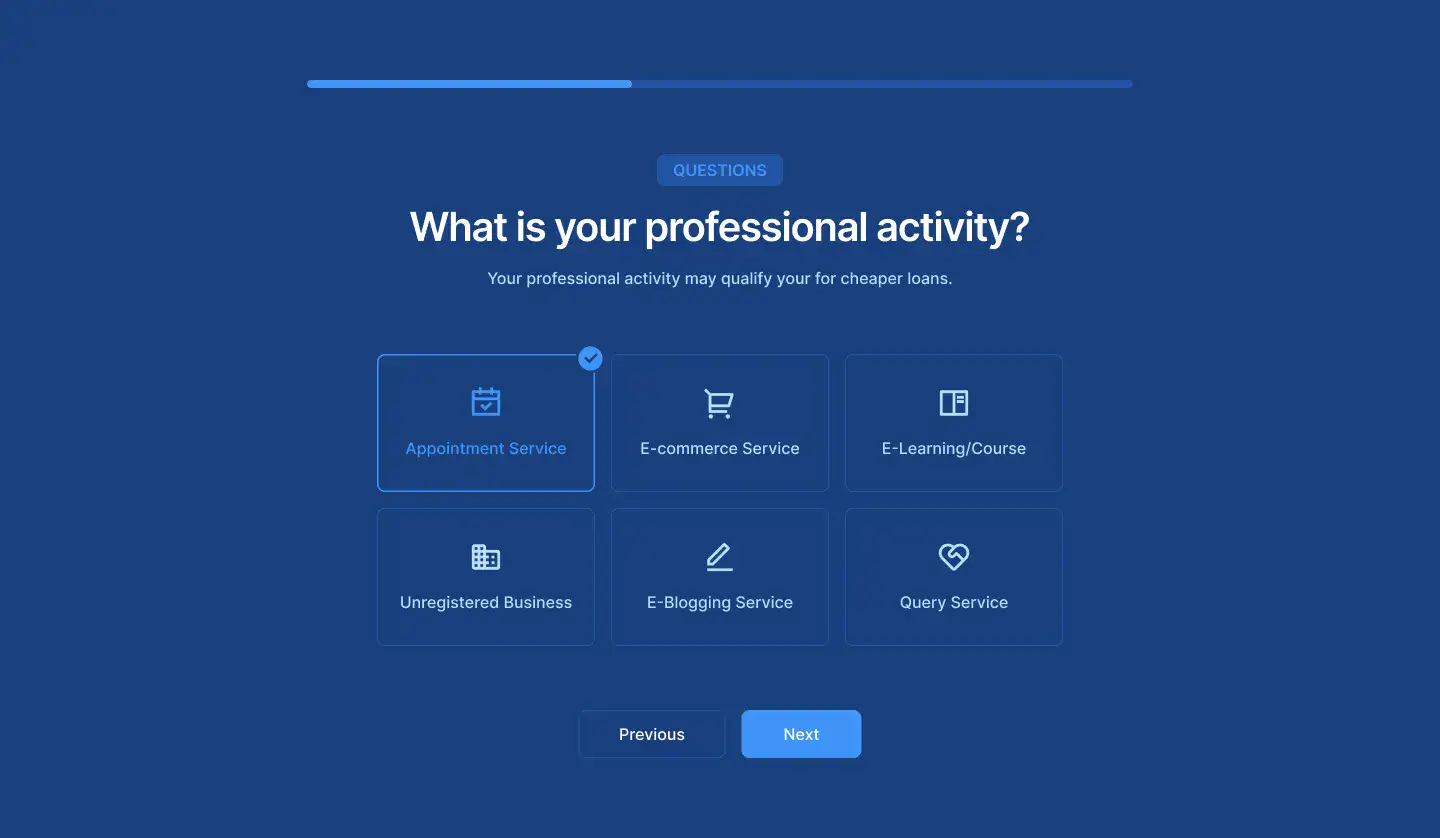 QUESTIONS
What is your professional activity?
Your professional activity may qualify your for cheaper loans.
Appointment Service
E-commerce Service
E-Learning/Course
Unregistered Business
E-Blogging Service
Query Service
Previous
Next